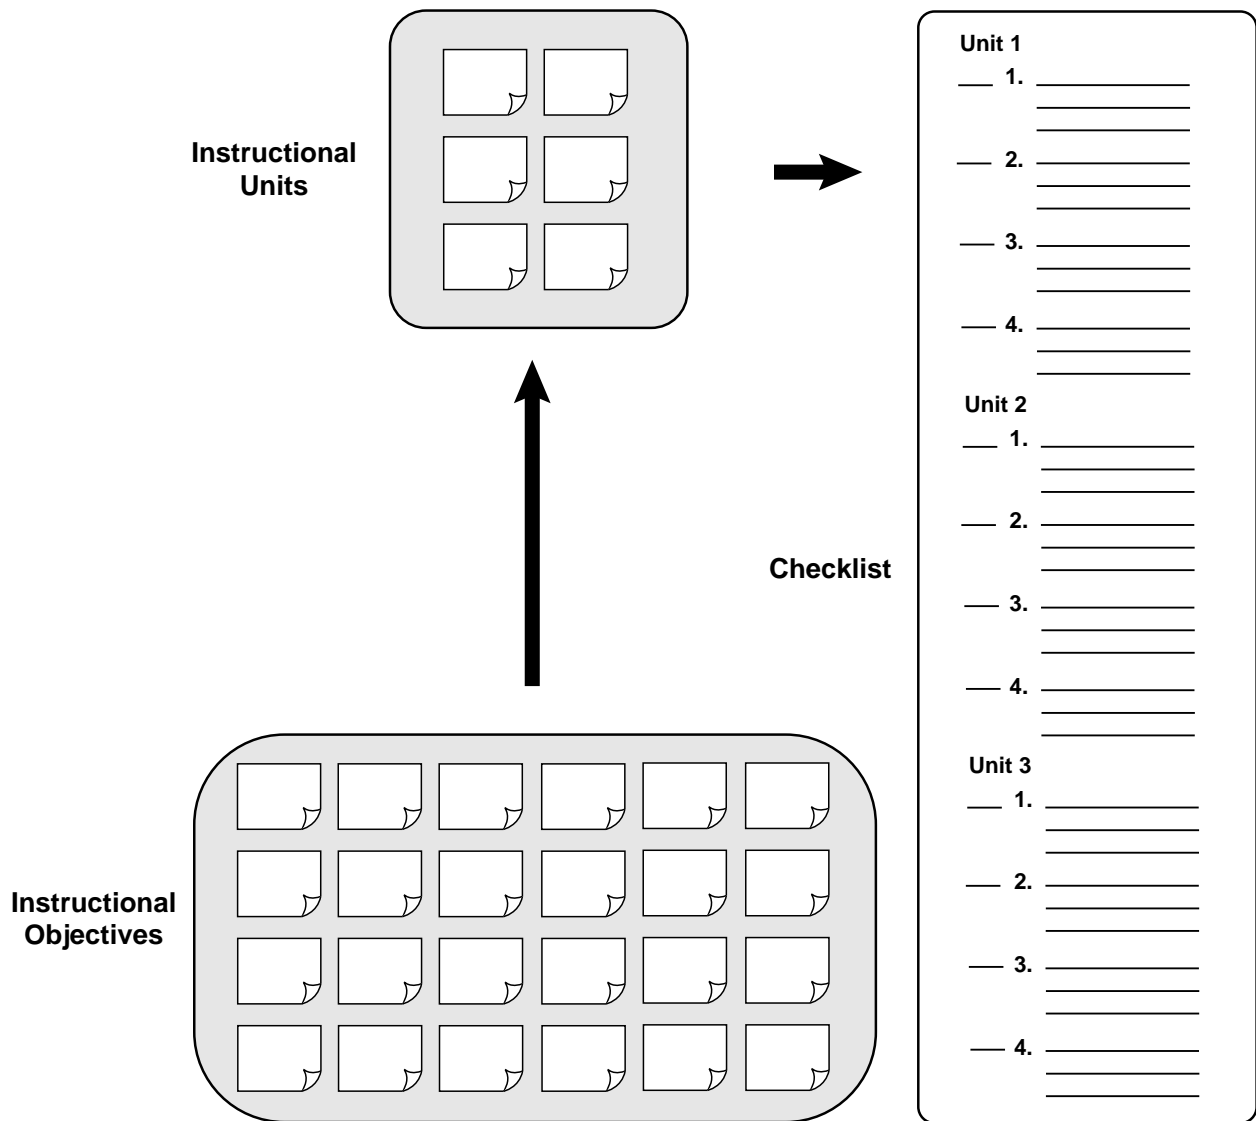 Instructional
Units
Instructional
Objectives
Checklist
Unit 1
1.
2.
3.
4.
Unit 2
1.
2.
3.
4.
Unit 3
1.
2.
3.
4.